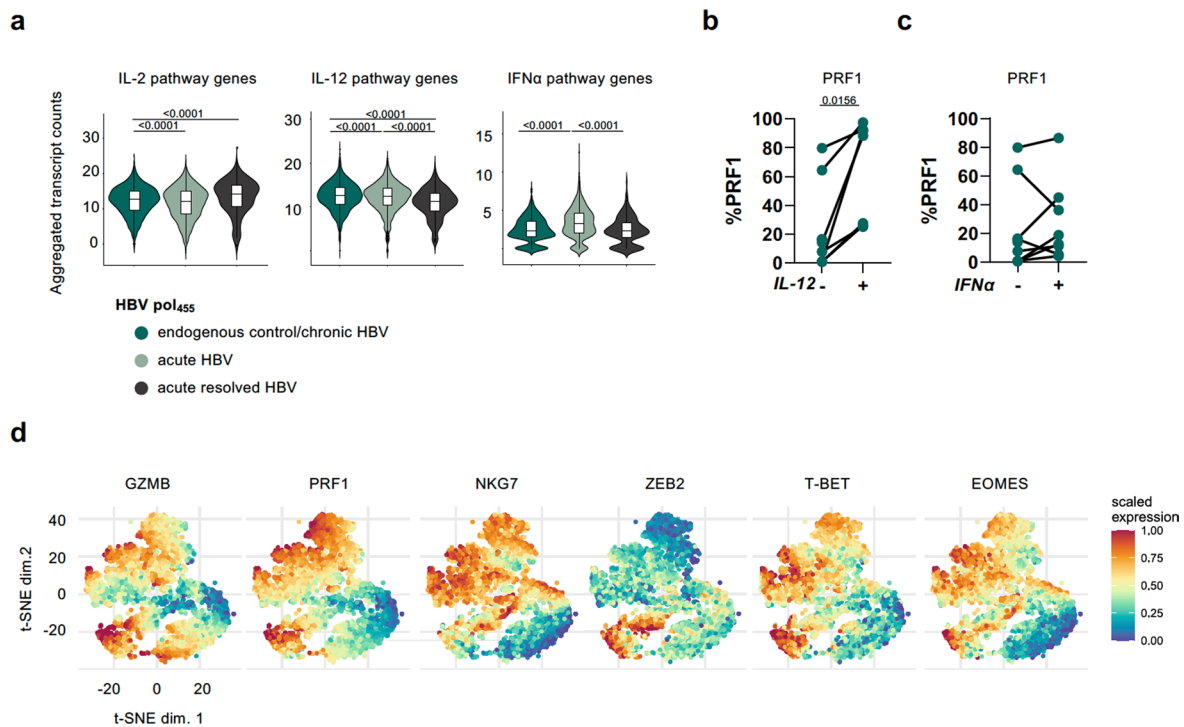 a
b
c
IL-2 pathway genes
IL-12 pathway genes
IFNα pathway genes
PRF1
PRF1
Aggregated transcript counts
<0.0001
<0.0001
30
20
10
0
<0.0001
<0.0001 <0.0001
30
20
10
<0.0001 <0.0001
15
10
5
0.0156
%PRF1
100
80
60
40
20
0
IL-12 - +
%PRF1
100
80
60
40
20
0
IFNα - +
HBV pol455
endogenous control/chronic HBV
acute HBV
acute resolved HBV
d
GZMB
PRF1
NKG7
ZEB2
T-BET
EOMES
t-SNE dim.2
40
20
0
-20
-20 0 20
t-SNE dim. 1
scaled
expression
1.00
0.75
0.50
0.25
0.00